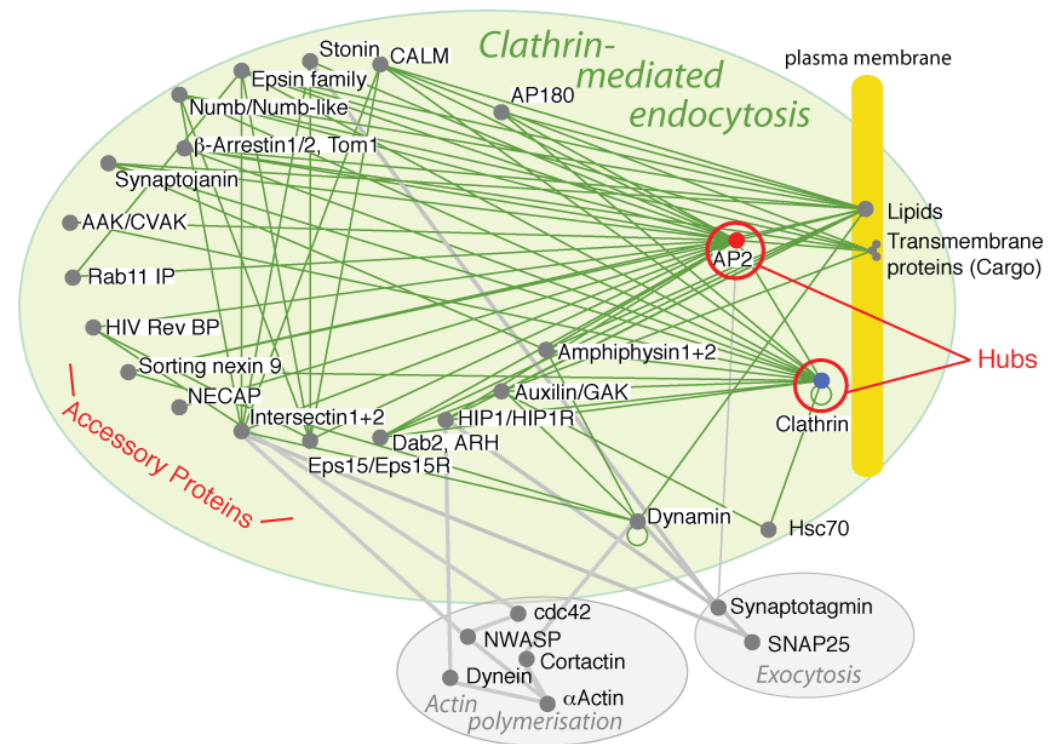 Clathrin-
mediated
endocytosis
plasma membrane
Stonin
CALM
Epsin family
AP180
Numb/Numb-like
β-Arrestin1/2, Tom1
Synaptojanin
AAK/CVAK
Lipids
Transmembrane
proteins (Cargo)
AP2
Rab11 IP
HIV Rev BP
Amphiphysin1+2
Hubs
Sorting nexin 9
NECAP
Auxilin/GAK
Intersectin1+2
HIP1/HIP1R
Clathrin
Dab2, ARH
Eps15/Eps15R
Accessory Proteins
Dynamin
Hsc70
cdc42
Synaptotagmin
NWASP
SNAP25
Cortactin
Dynein
Exocytosis
αActin
Actin
polymerisation